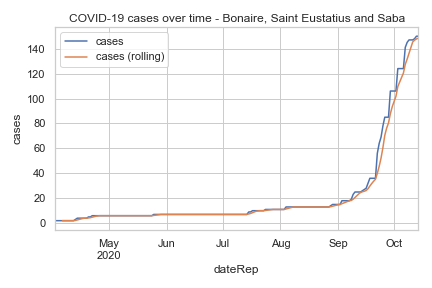 COVID-19 cases over time - Bonaire, Saint Eustatius and Saba
cases
cases (rolling)
140
120
100
80
60
40
20
0
cases
May
2020
Jun
Jul
Aug
Sep
Oct
dateRep